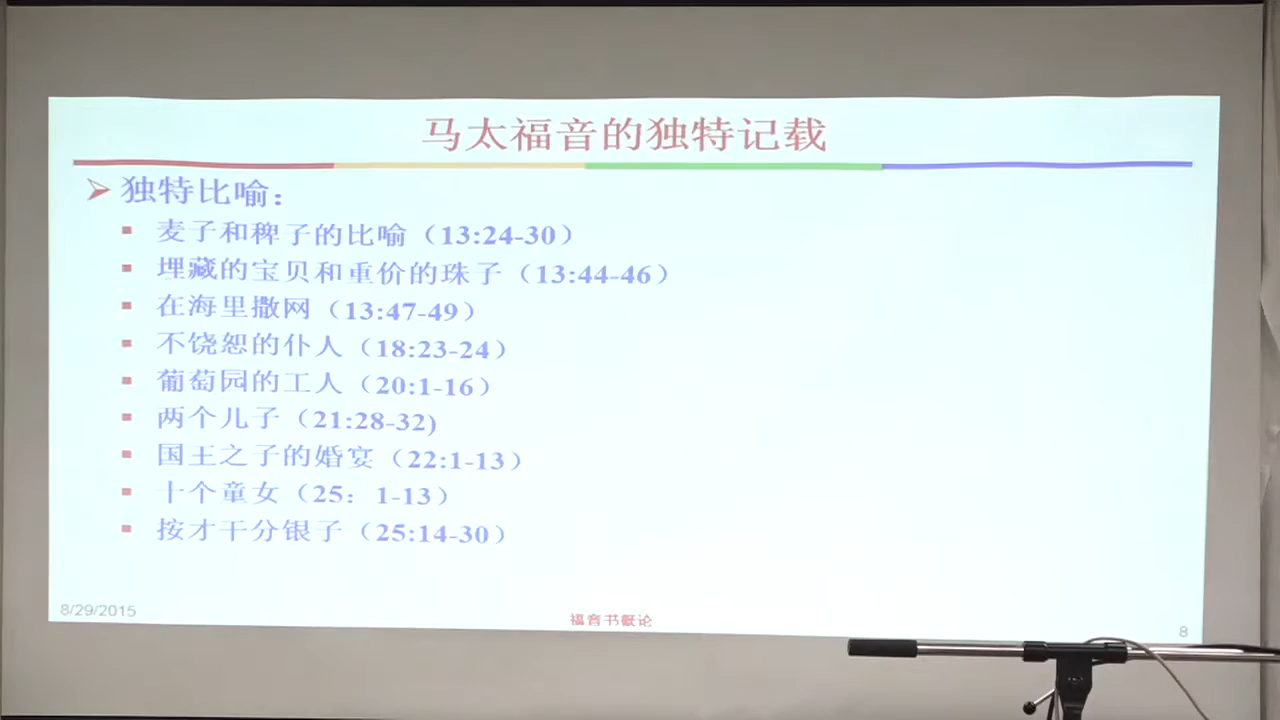 马太福音的独特记载
独特比喻：
麦子和稗子的比喻（13:24-30）
埋藏的宝贝和重价的珠子（13:44-46）
在海里撒网（13:47-49）
不饶恕的仆人（18:23-24）
葡萄园的工人（20:1-16）
两个儿子（21:28-32)
国王之子的婚宴（22:1-13）
十个童女（25：1-13）
按才干分银子（25:14-30）
8/29/2015
福音书概论
8